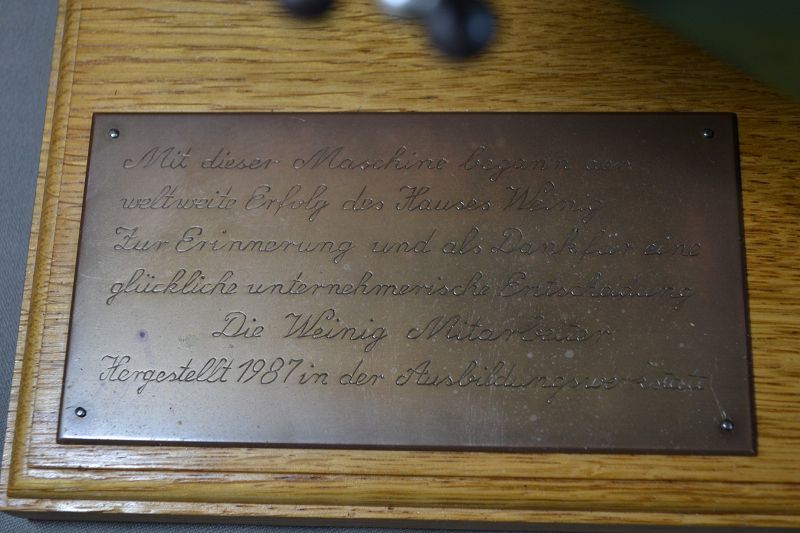 Mit dieser Maschine begann der
weltweite Erfolg des Hauses Weinig
Zur Erinnerung und als Dank für eine
glückliche unternehmerische Entscheidung
Die Weinig Mitarbeiter
Hergestellt 1987 in der Ausbildungswerkstatt